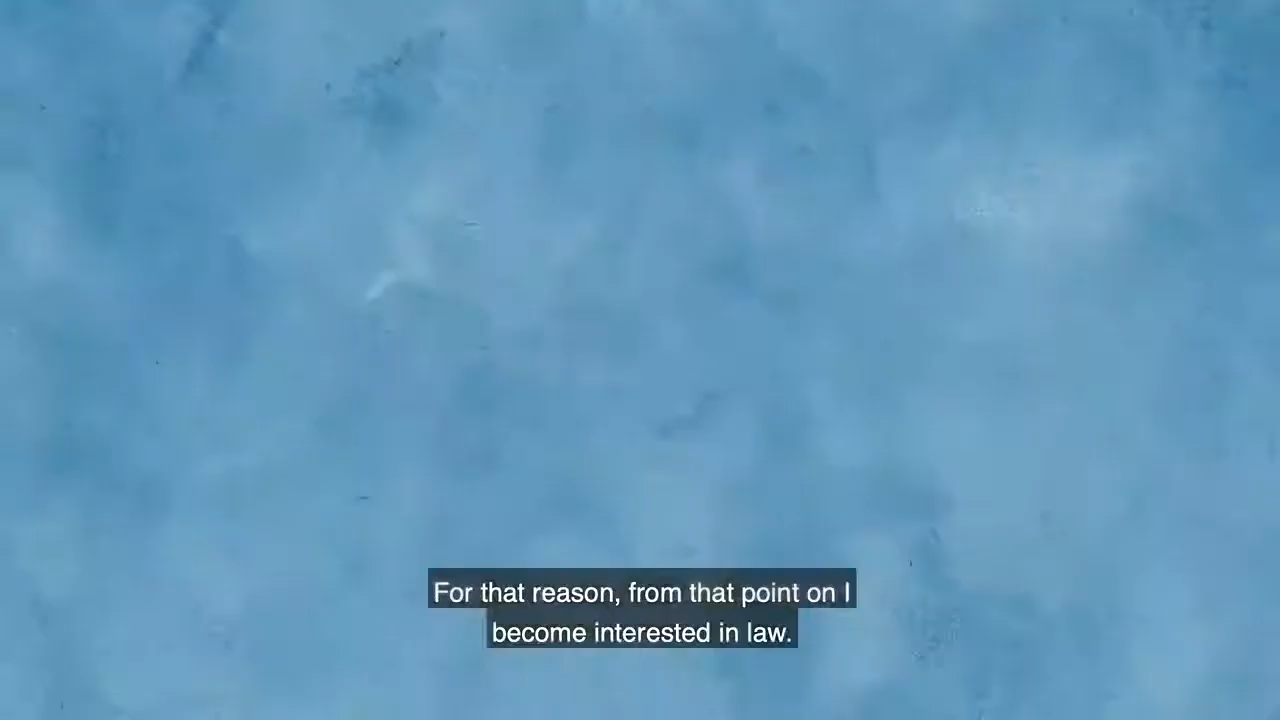 For that reason, from that point on I
become interested in law.